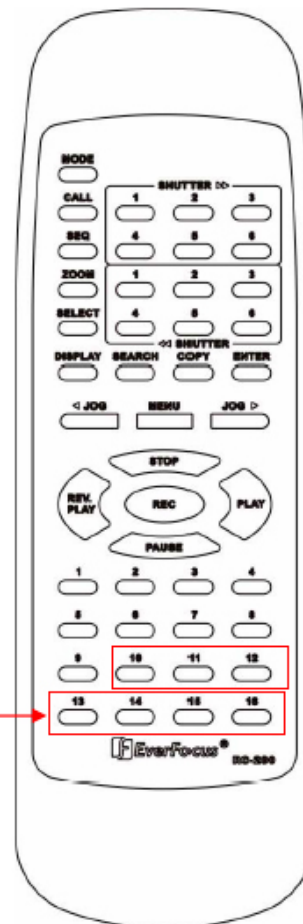 MODE
SHUTTER ▷▷
CALL 1 2 3
SEQ 4 5 6
ZOOM 1 2 3
SELECT 4 5 6
◁◁ SHUTTER
DISPLAY SEARCH COPY ENTER
◁ JOG MENU JOG ▷
STOP
REV. PLAY REC PLAY
PAUSE
1 2 3 4
5 6 7 8
9 10 11 12
13 14 15 16
EverFocus® RC-200